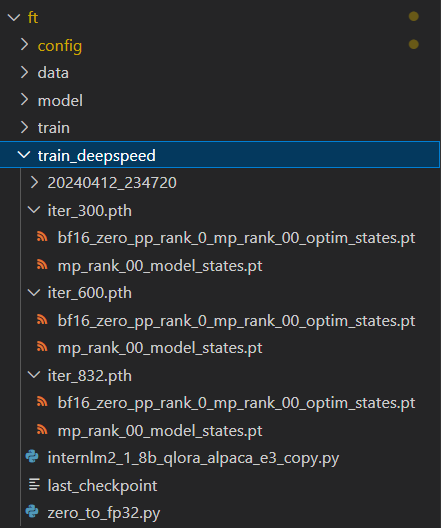 ft
config
data
model
train
train_deepspeed
20240412_234720
iter_300.pth
bf16_zero_pp_rank_0_mp_rank_00_optim_states.pt
mp_rank_00_model_states.pt
iter_600.pth
bf16_zero_pp_rank_0_mp_rank_00_optim_states.pt
mp_rank_00_model_states.pt
iter_832.pth
bf16_zero_pp_rank_0_mp_rank_00_optim_states.pt
mp_rank_00_model_states.pt
internlm2_1_8b_qlora_alpaca_e3_copy.py
last_checkpoint
zero_to_fp32.py